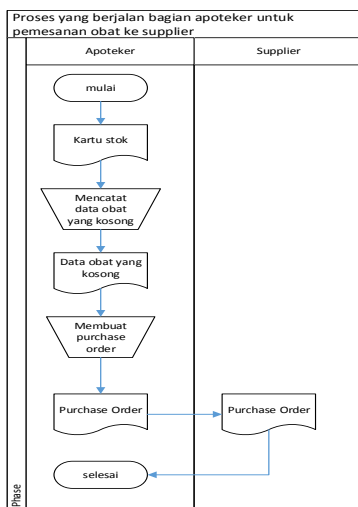 Proses yang berjalan bagian apoteker untuk
pemesanan obat ke supplier
Apoteker
Supplier
mulai
Kartu stok
Mencatat
data obat
yang kosong
Data obat yang
kosong
Membuat
purchase
order
Purchase Order
Purchase Order
selesai
Phase